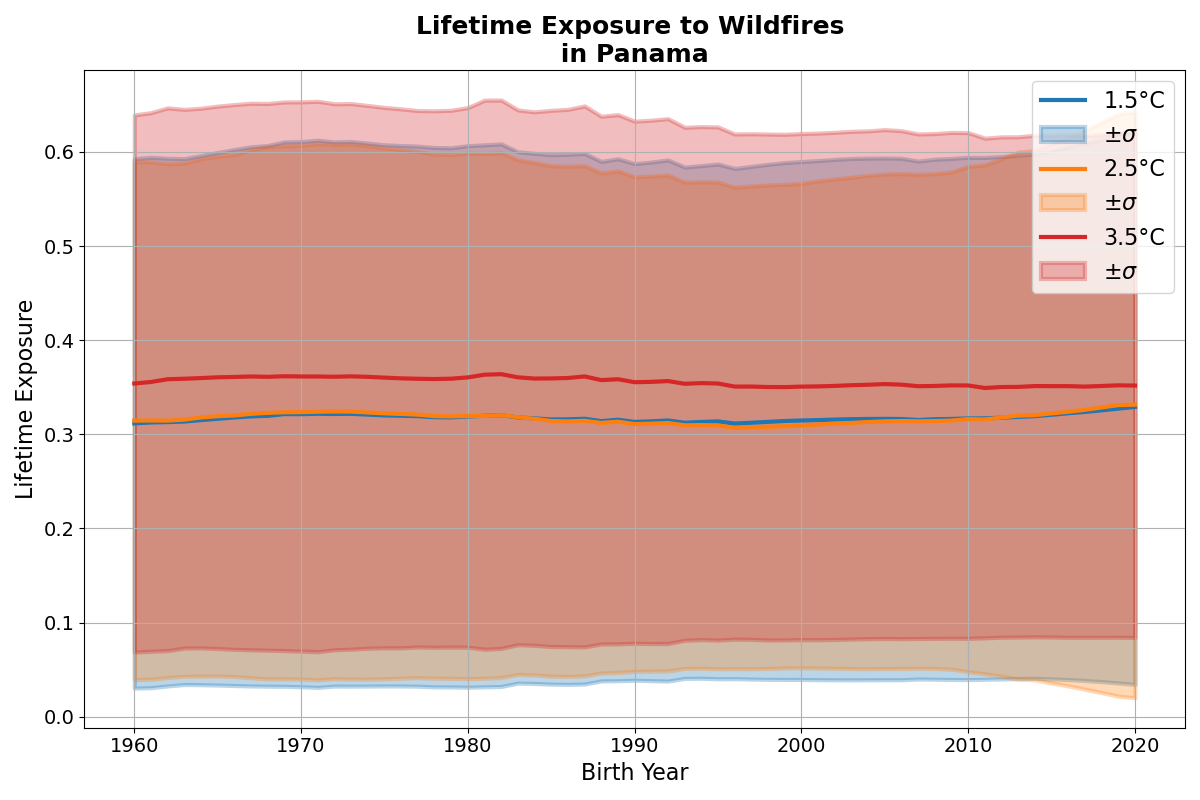 Lifetime Exposure to Wildfires
in Panama
Lifetime Exposure
0.6
0.5
0.4
0.3
0.2
0.1
0.0
1960
1970
1980
1990
2000
2010
2020
Birth Year
1.5°C
±σ
2.5°C
±σ
3.5°C
±σ